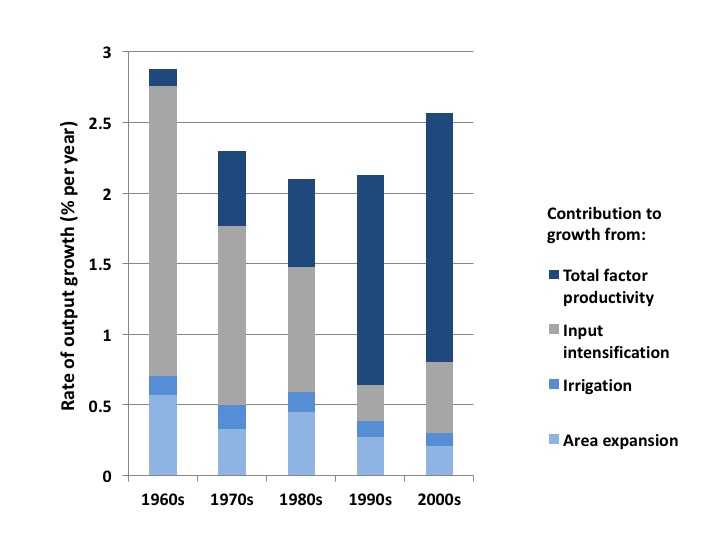 3
2.5
2
1.5
1
0.5
0
Rate of output growth (% per year)
1960s 1970s 1980s 1990s 2000s
Contribution to
growth from:
Total factor
productivity
Input
intensification
Irrigation
Area expansion